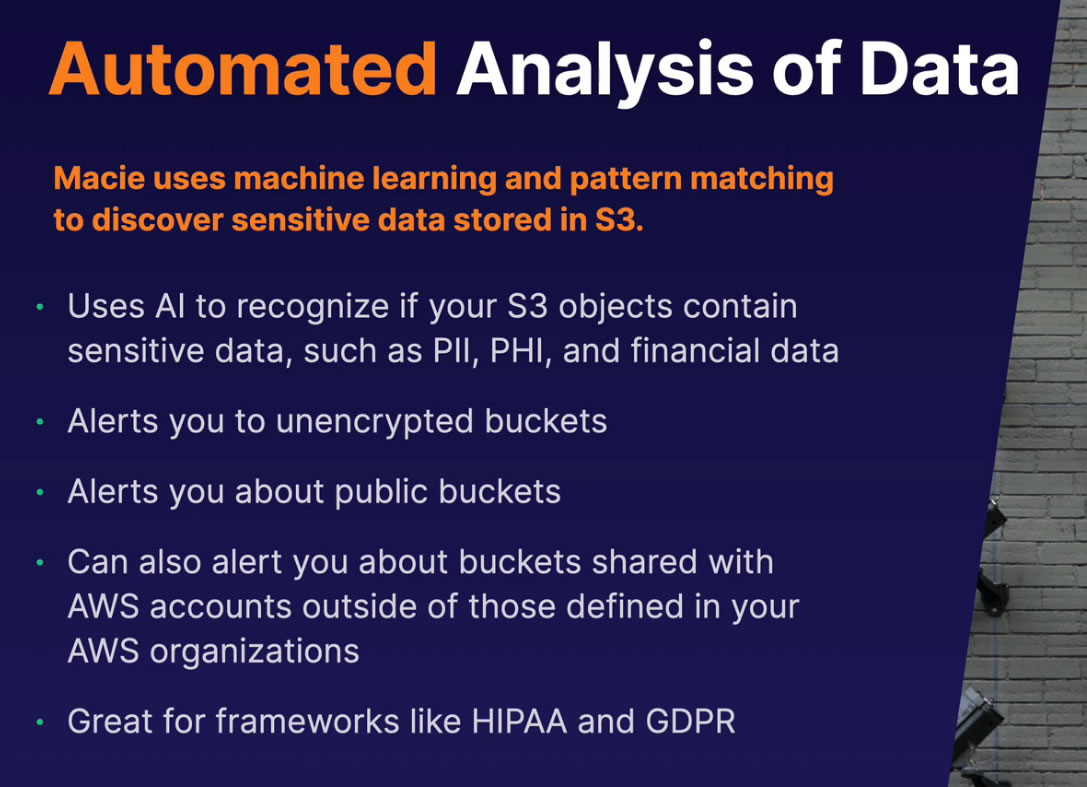 Automated Analysis of Data
Macie uses machine learning and pattern matching
to discover sensitive data stored in S3.
• Uses AI to recognize if your S3 objects contain
sensitive data, such as PII, PHI, and financial data
• Alerts you to unencrypted buckets
• Alerts you about public buckets
• Can also alert you about buckets shared with
AWS accounts outside of those defined in your
AWS organizations
• Great for frameworks like HIPAA and GDPR